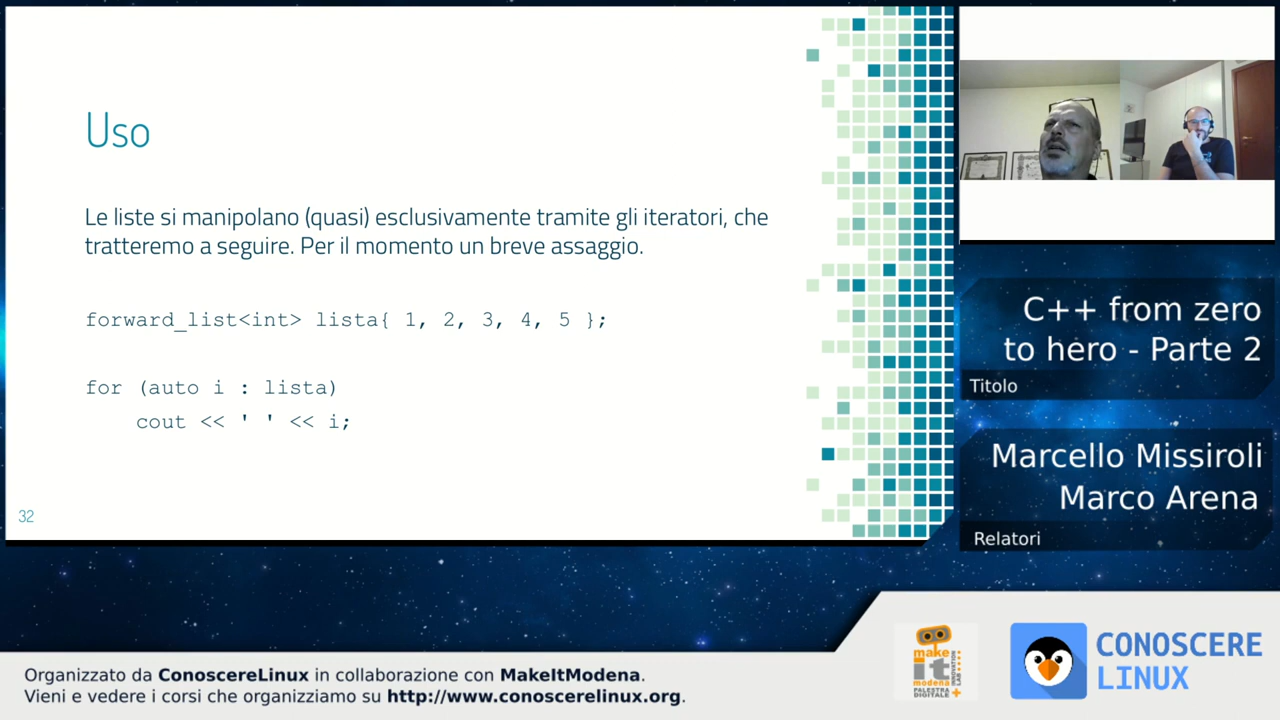 Uso
Le liste si manipolano (quasi) esclusivamente tramite gli iteratori, che
tratteremo a seguire. Per il momento un breve assaggio.
forward_list<int> lista{ 1, 2, 3, 4, 5 };
for (auto i : lista)
cout << ' ' << i;
32
C++ from zero
to hero - Parte 2
Titolo
Marcello Missiroli
Marco Arena
Relatori
make
it
modena
PALESTRA
DIGITALE
INNOVATION
LAB
CONOSCERE
LINUX
Organizzato da ConoscereLinux in collaborazione con MakeItModena.
Vieni e vedere i corsi che organizziamo su http://www.conoscerelinux.org.